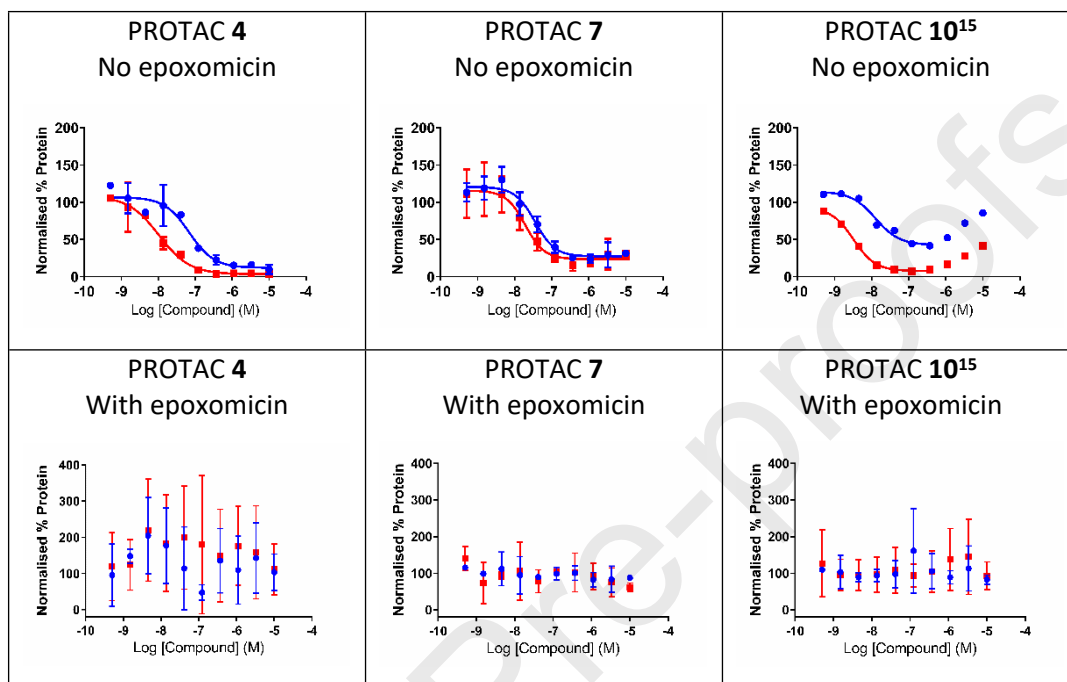 PROTAC 4
No epoxomicin
PROTAC 7
No epoxomicin
PROTAC 10¹⁵
No epoxomicin
Normalised % Protein
200
150
100
50
0
-10 -9 -8 -7 -6 -5 -4
Log [Compound] (M)
Normalised % Protein
200
150
100
50
0
-10 -9 -8 -7 -6 -5 -4
Log [Compound] (M)
Normalised % Protein
200
150
100
50
0
-10 -9 -8 -7 -6 -5 -4
Log [Compound] (M)
PROTAC 4
With epoxomicin
PROTAC 7
With epoxomicin
PROTAC 10¹⁵
With epoxomicin
Normalised % Protein
400
300
200
100
0
-10 -9 -8 -7 -6 -5 -4
Log [Compound] (M)
Normalised % Protein
400
300
200
100
0
-10 -9 -8 -7 -6 -5 -4
Log [Compound] (M)
Normalised % Protein
400
300
200
100
0
-10 -9 -8 -7 -6 -5 -4
Log [Compound] (M)
Pre-proofs